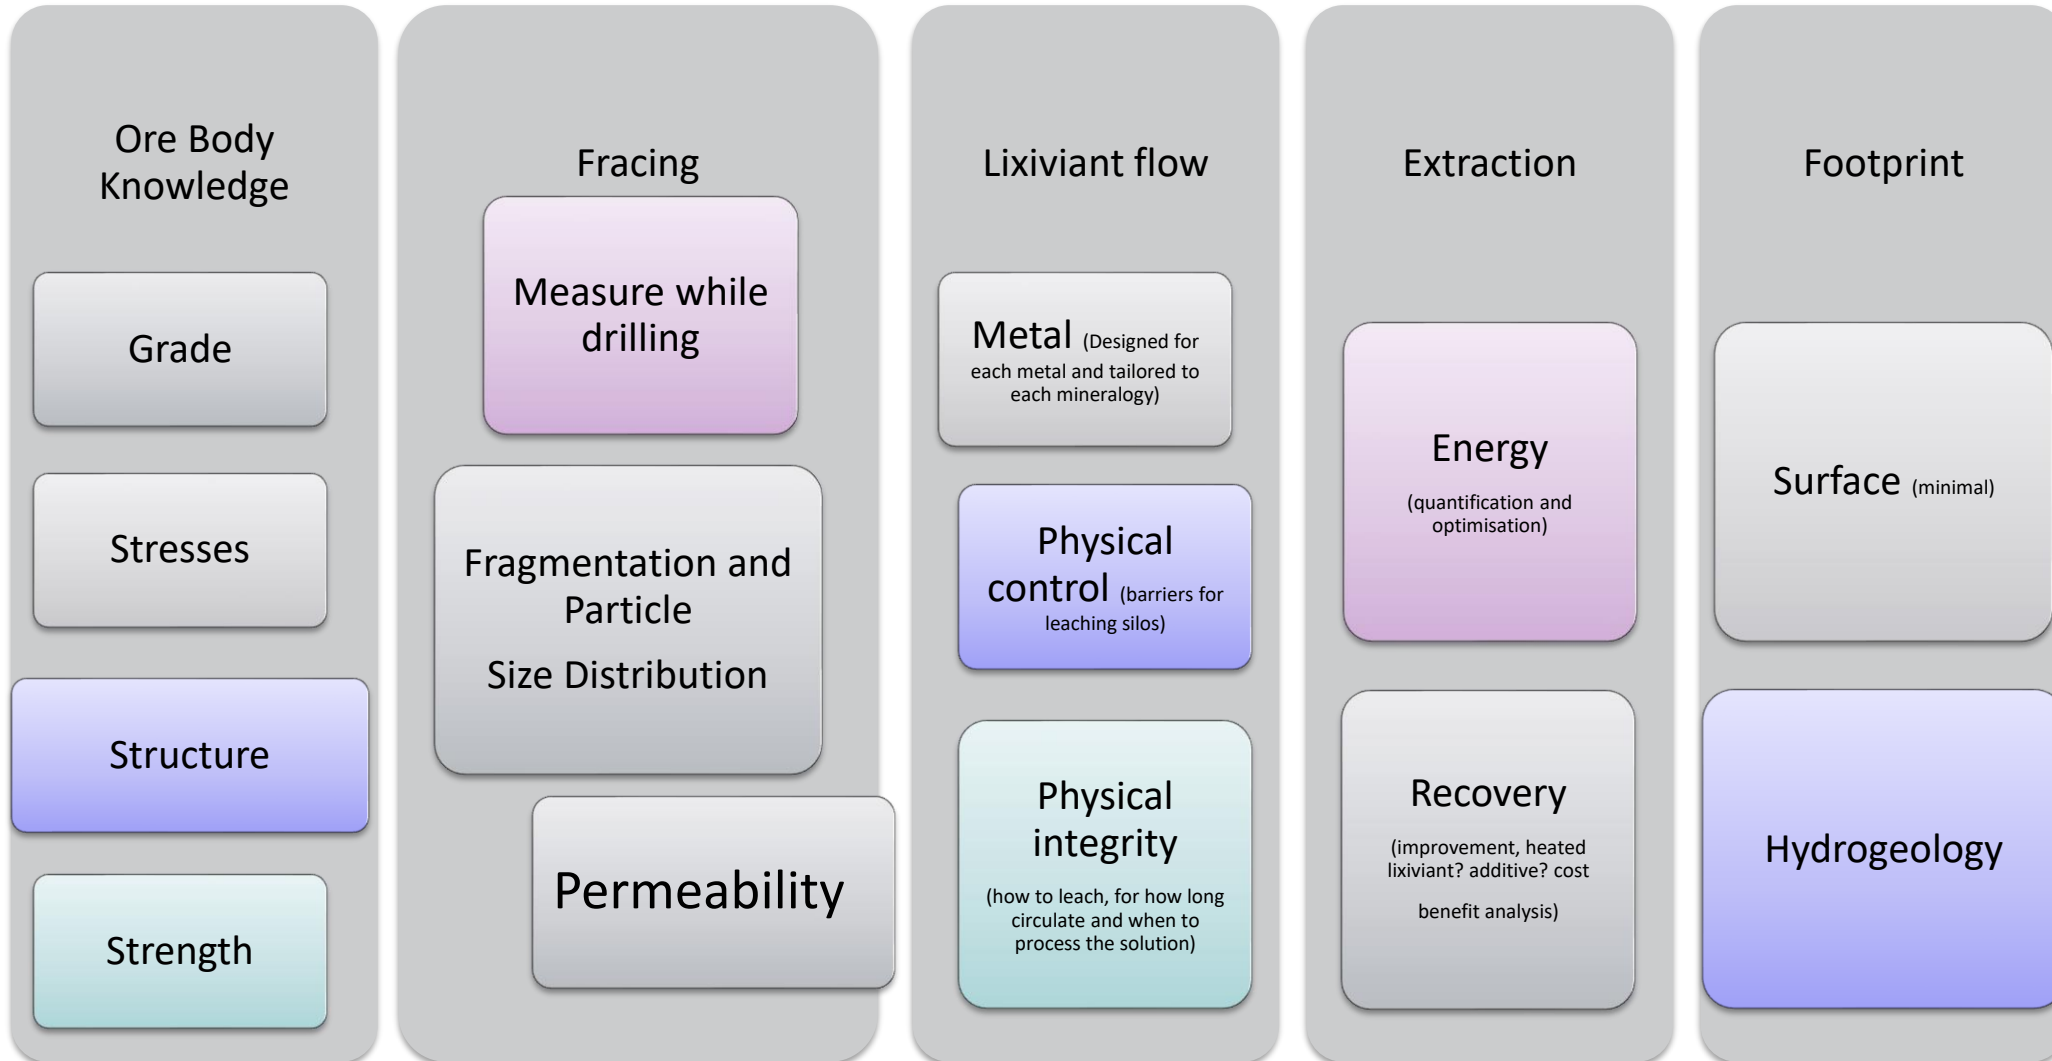 Ore Body
Knowledge
Grade
Stresses
Structure
Strength
Fracing
Measure while
drilling
Fragmentation and
Particle
Size Distribution
Permeability
Lixiviant flow
Metal (Designed for
each metal and tailored to
each mineralogy)
Physical
control (barriers for
leaching silos)
Physical
integrity
(how to leach, for how long
circulate and when to
process the solution)
Extraction
Energy
(quantification and
optimisation)
Recovery
(improvement, heated
lixiviant? additive? cost
benefit analysis)
Footprint
Surface (minimal)
Hydrogeology